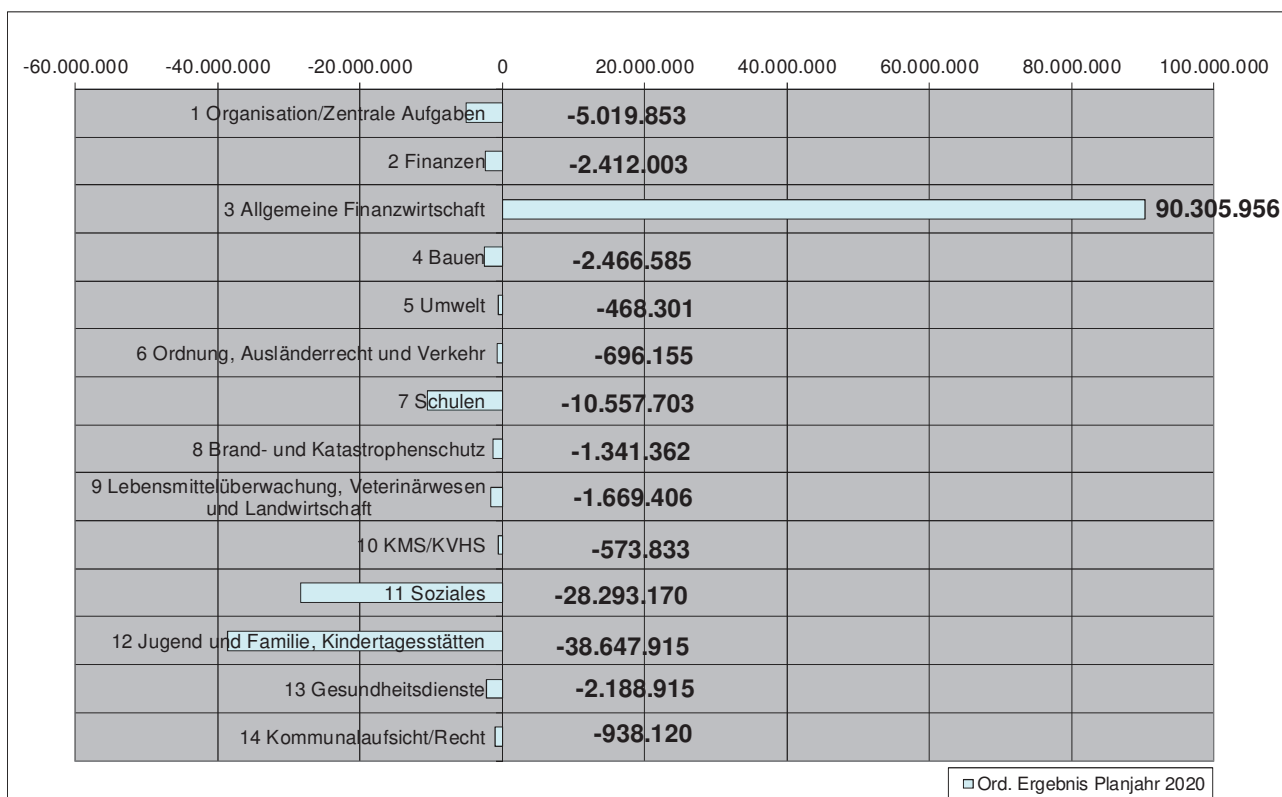 -60.000.000 -40.000.000 -20.000.000 0 20.000.000 40.000.000 60.000.000 80.000.000 100.000.000
1 Organisation/Zentrale Aufgaben -5.019.853
2 Finanzen -2.412.003
3 Allgemeine Finanzwirtschaft 90.305.956
4 Bauen -2.466.585
5 Umwelt -468.301
6 Ordnung, Ausländerrecht und Verkehr -696.155
7 Schulen -10.557.703
8 Brand- und Katastrophenschutz -1.341.362
9 Lebensmittelüberwachung, Veterinärwesen
und Landwirtschaft -1.669.406
10 KMS/KVHS -573.833
11 Soziales -28.293.170
12 Jugend und Familie, Kindertagesstätten -38.647.915
13 Gesundheitsdienste -2.188.915
14 Kommunalaufsicht/Recht -938.120
Ord. Ergebnis Planjahr 2020